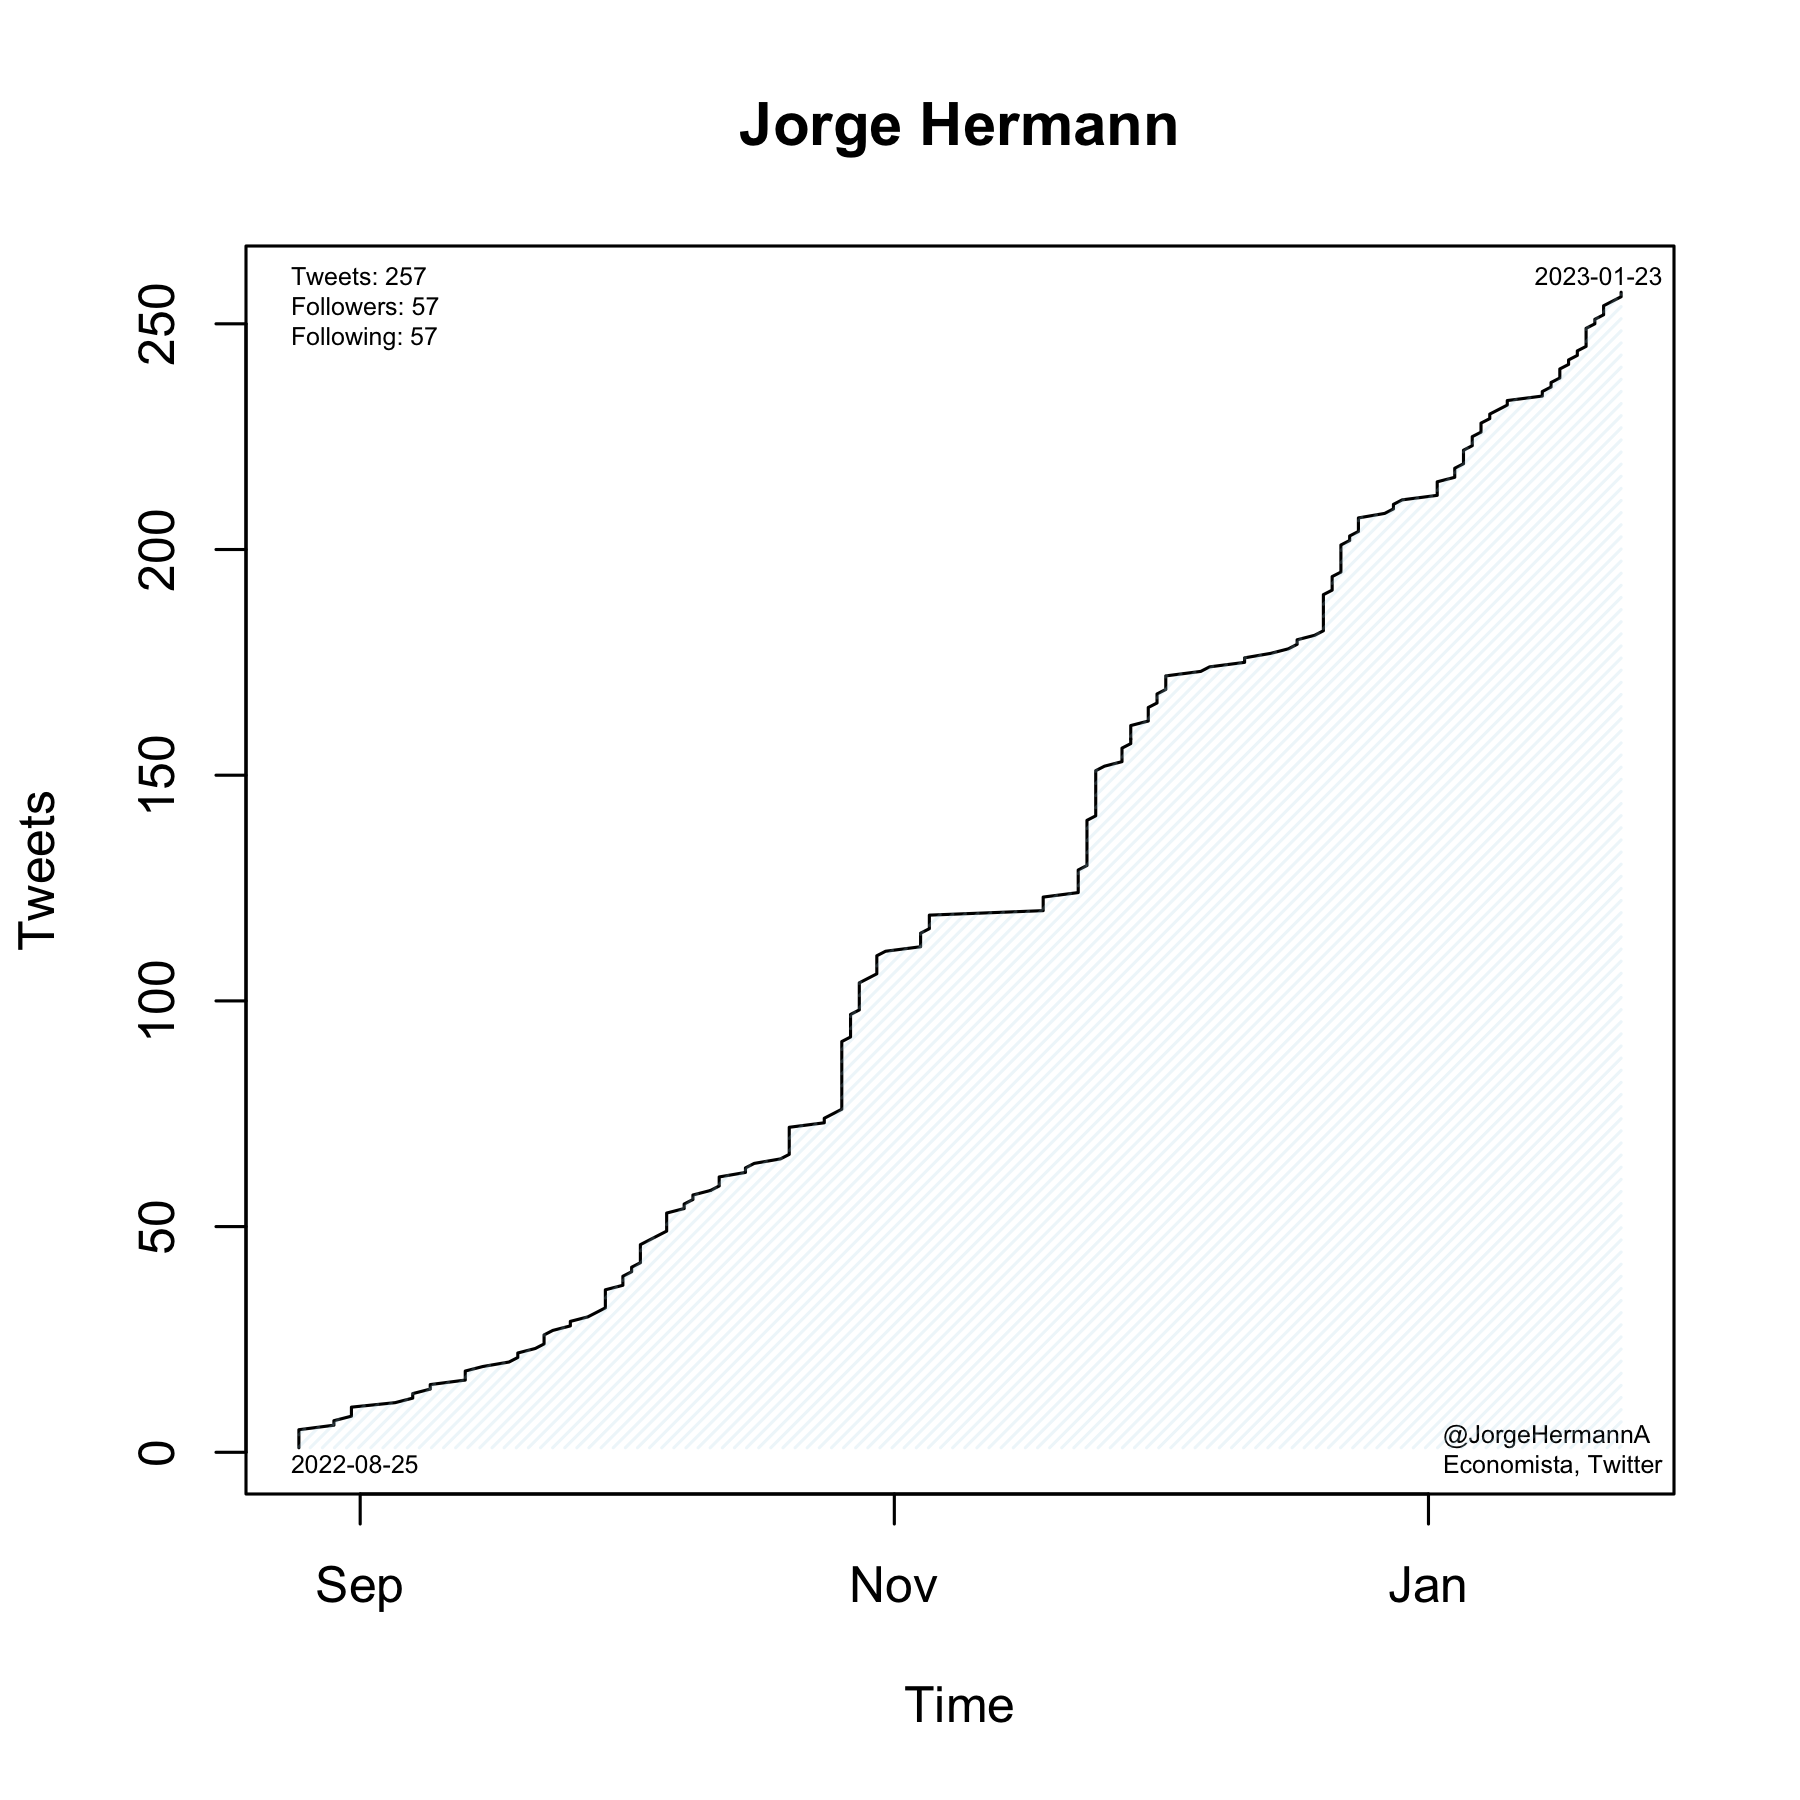 Jorge Hermann
Tweets: 257
Followers: 57
Following: 57
2023-01-23
250
200
150
100
50
0
Tweets
@JorgeHermannA
Economista, Twitter
2022-08-25
Sep
Nov
Jan
Time